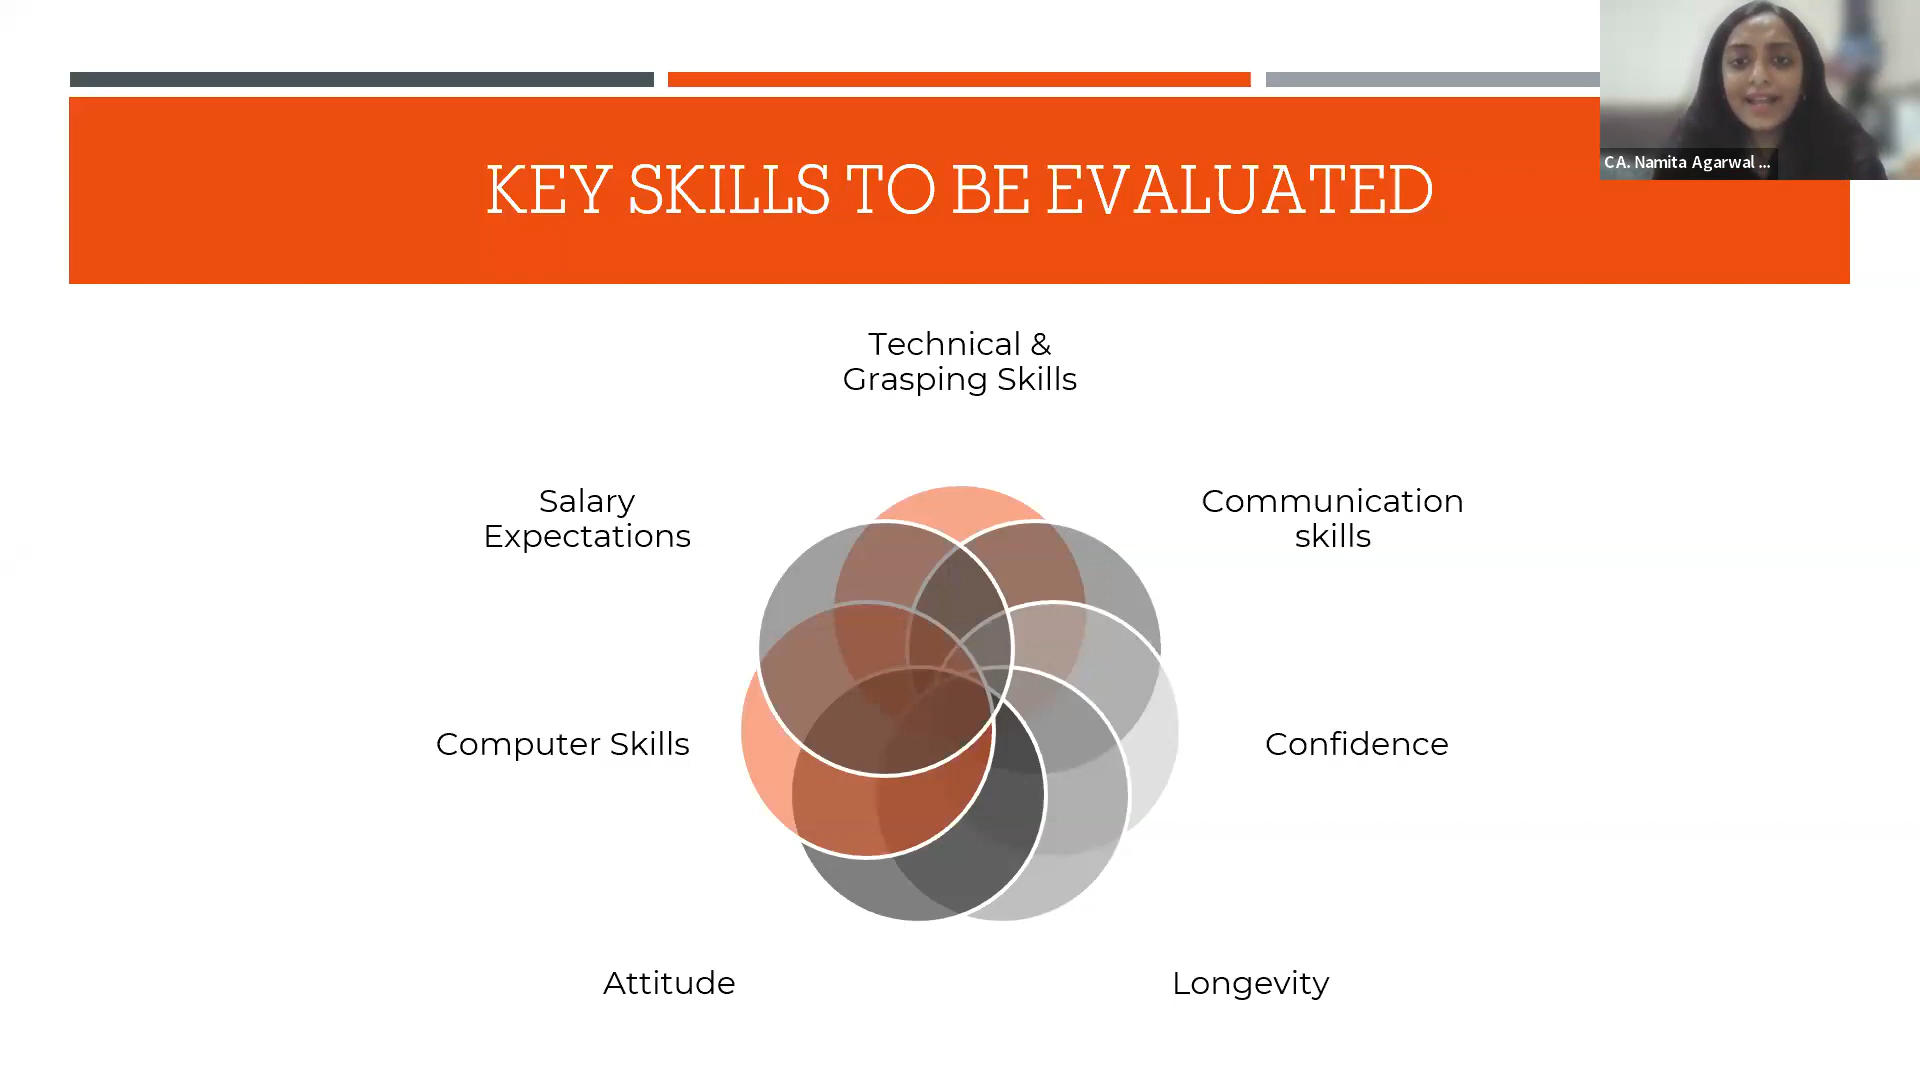 CA. Namita Agarwal ...
KEY SKILLS TO BE EVALUATED
Technical &
Grasping Skills
Salary
Expectations
Communication
skills
Computer Skills
Confidence
Attitude
Longevity